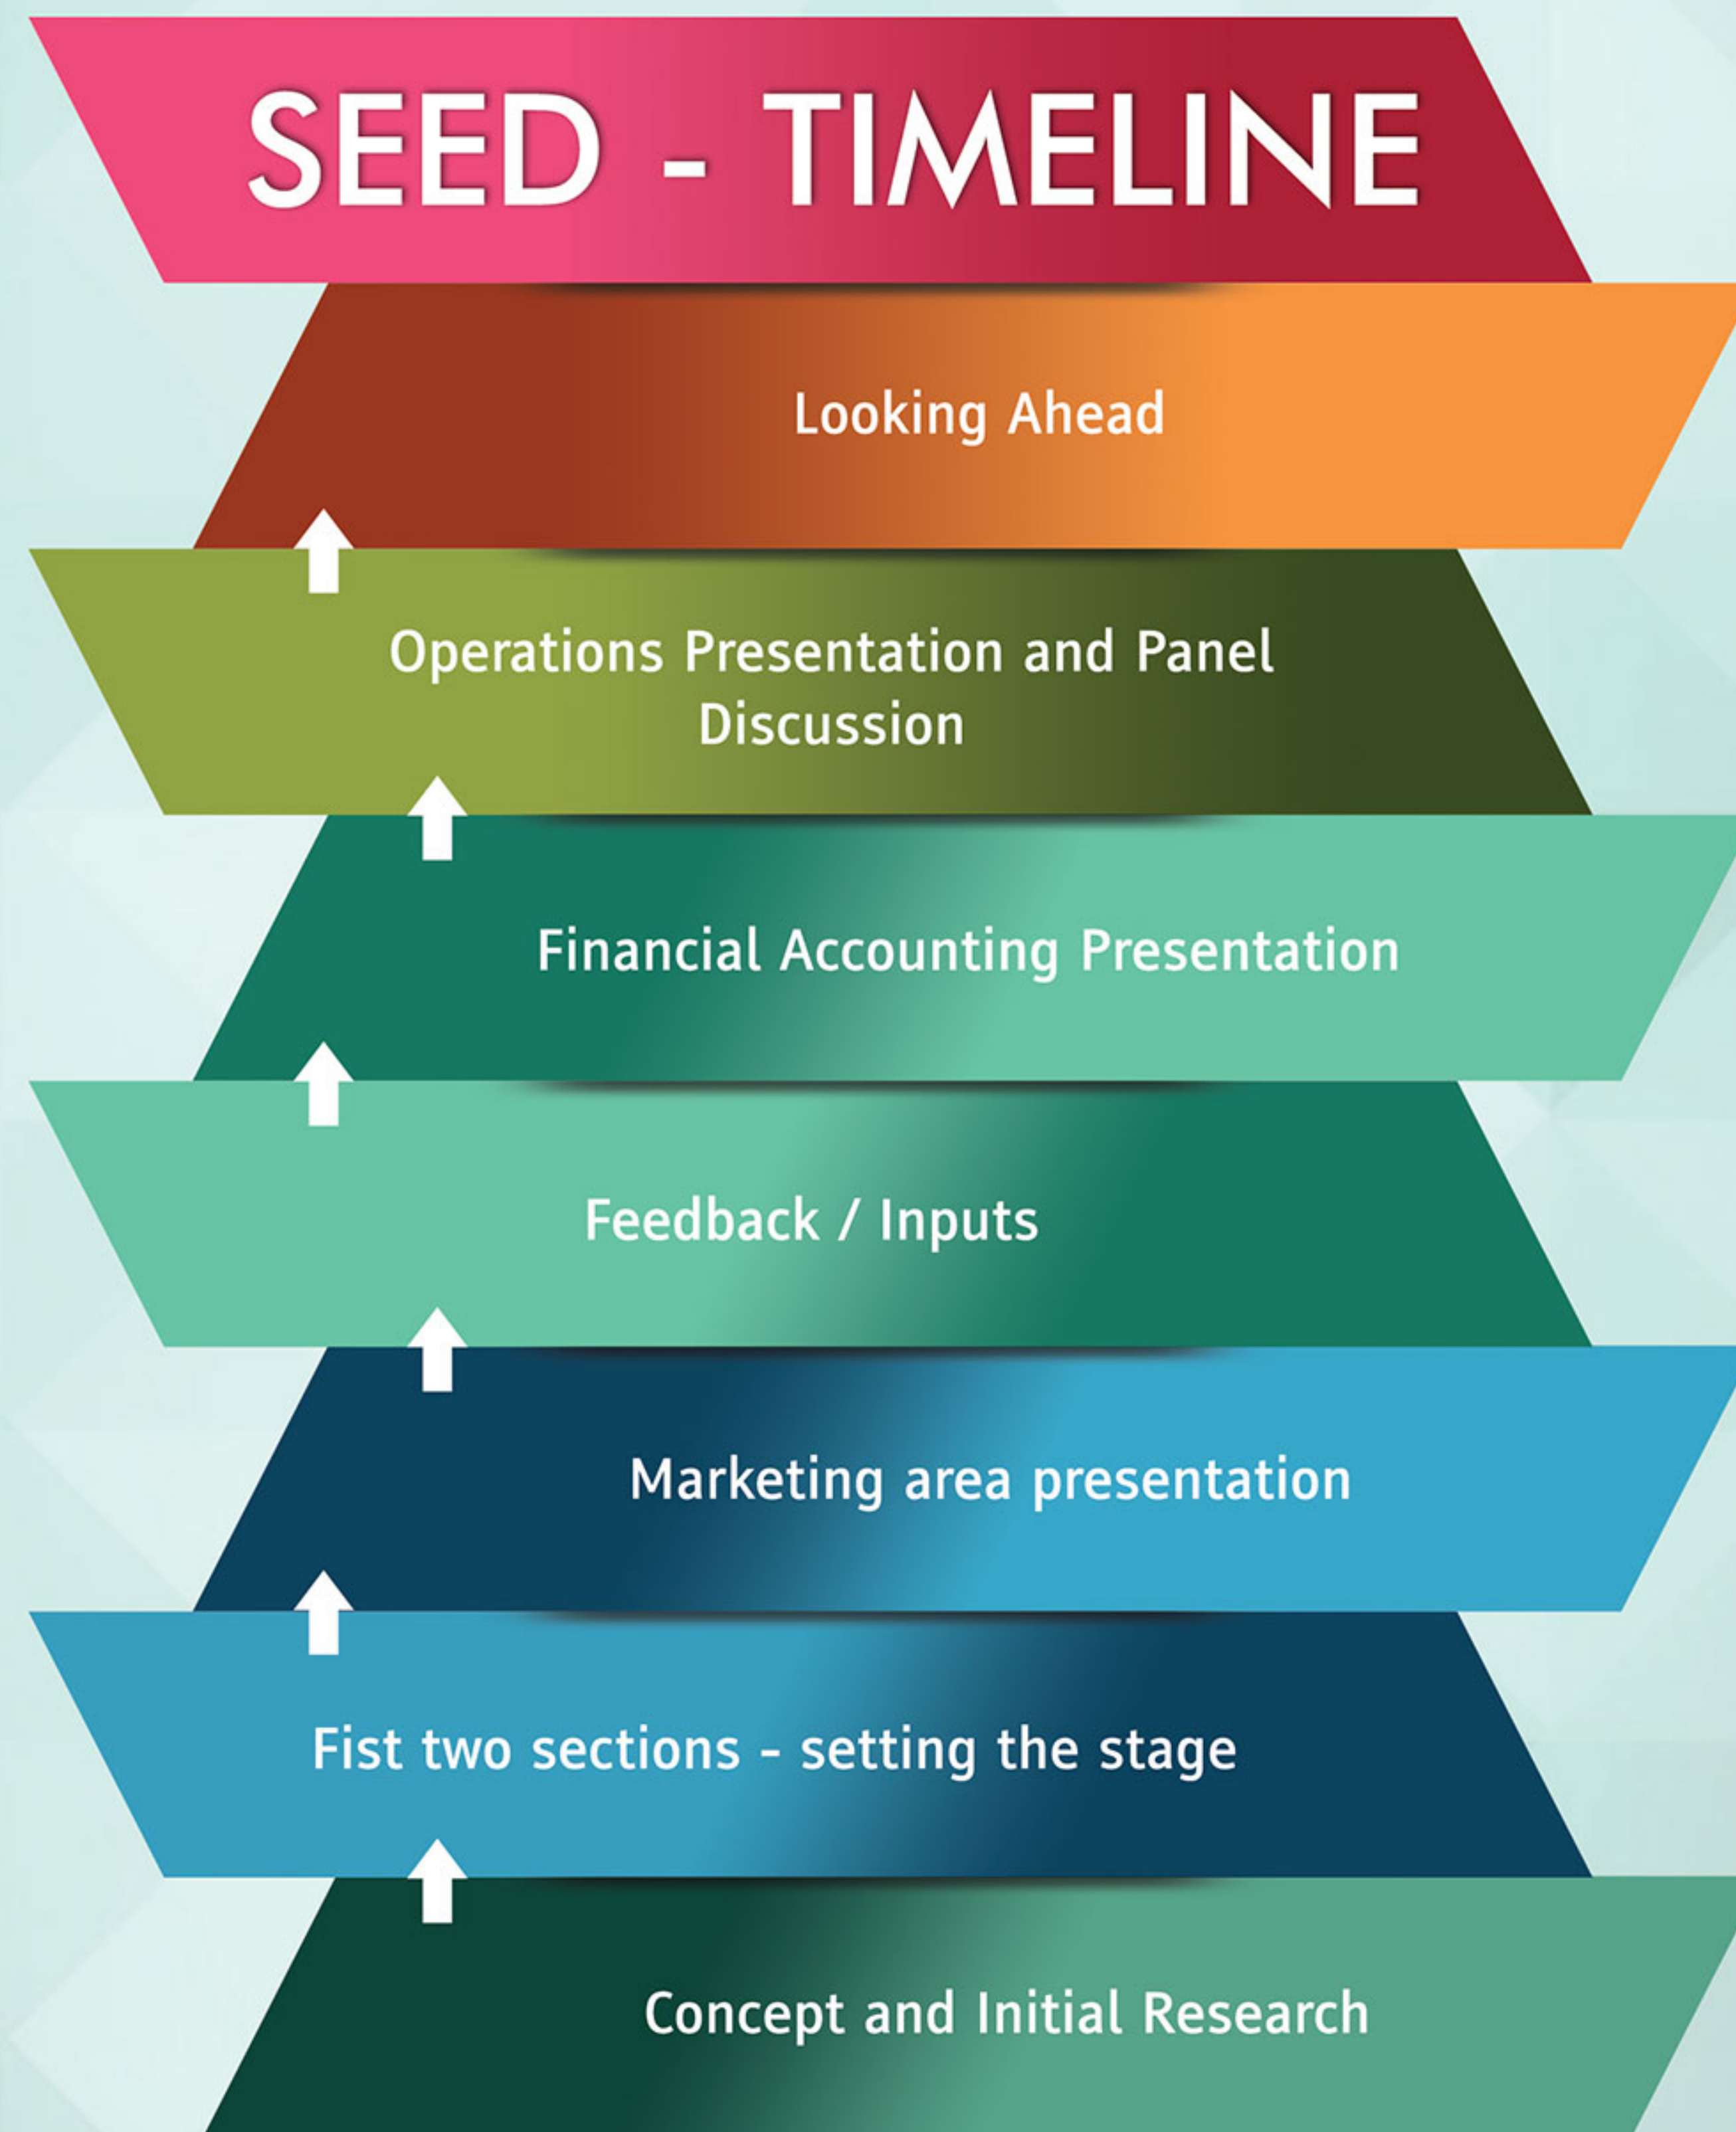 SEED - TIMELINE
Looking Ahead
Operations Presentation and Panel
Discussion
Financial Accounting Presentation
Feedback / Inputs
Marketing area presentation
Fist two sections - setting the stage
Concept and Initial Research